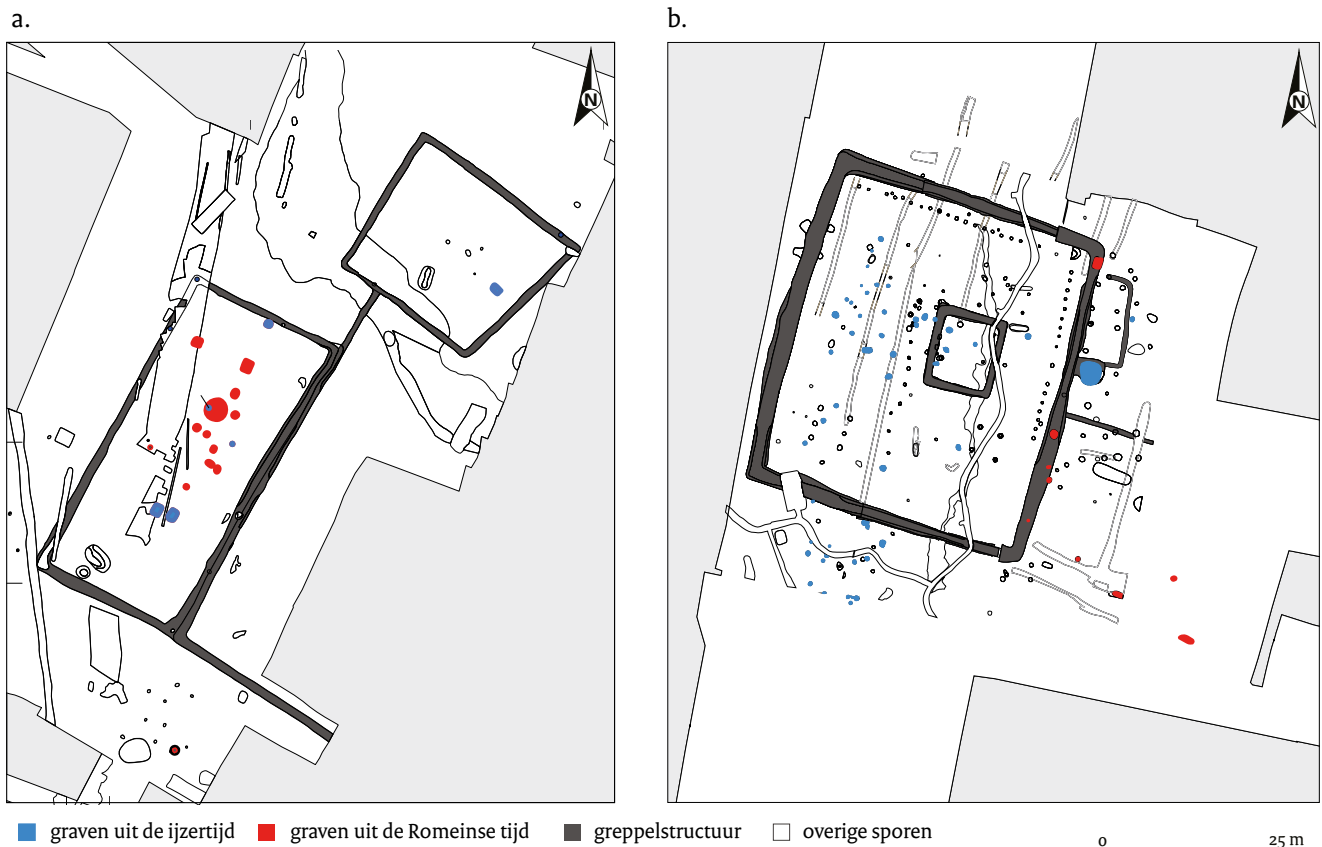 a.
b.
N
N
graven uit de ijzertijd graven uit de Romeinse tijd greppelstructuur overige sporen
0 25 m